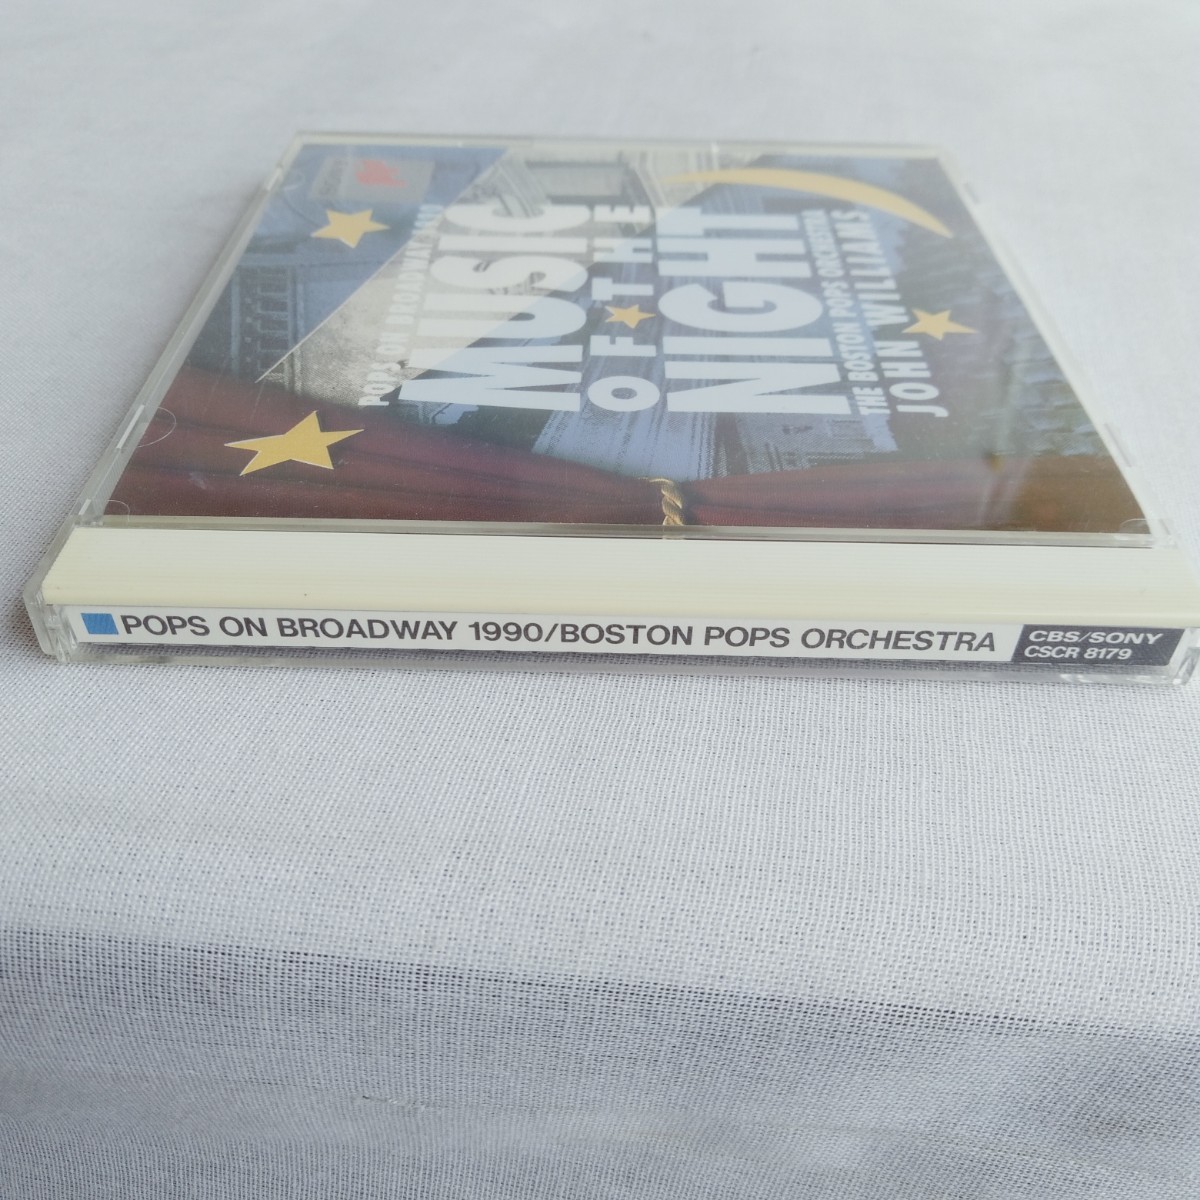 POPS ON BROADWAY
MUSIC
OF THE
NIGHT
THE BOSTON POPS ORCHESTRA
JOHN WILLIAMS
POPS ON BROADWAY 1990/BOSTON POPS ORCHESTRA
CBS/SONY
CSCR 8179